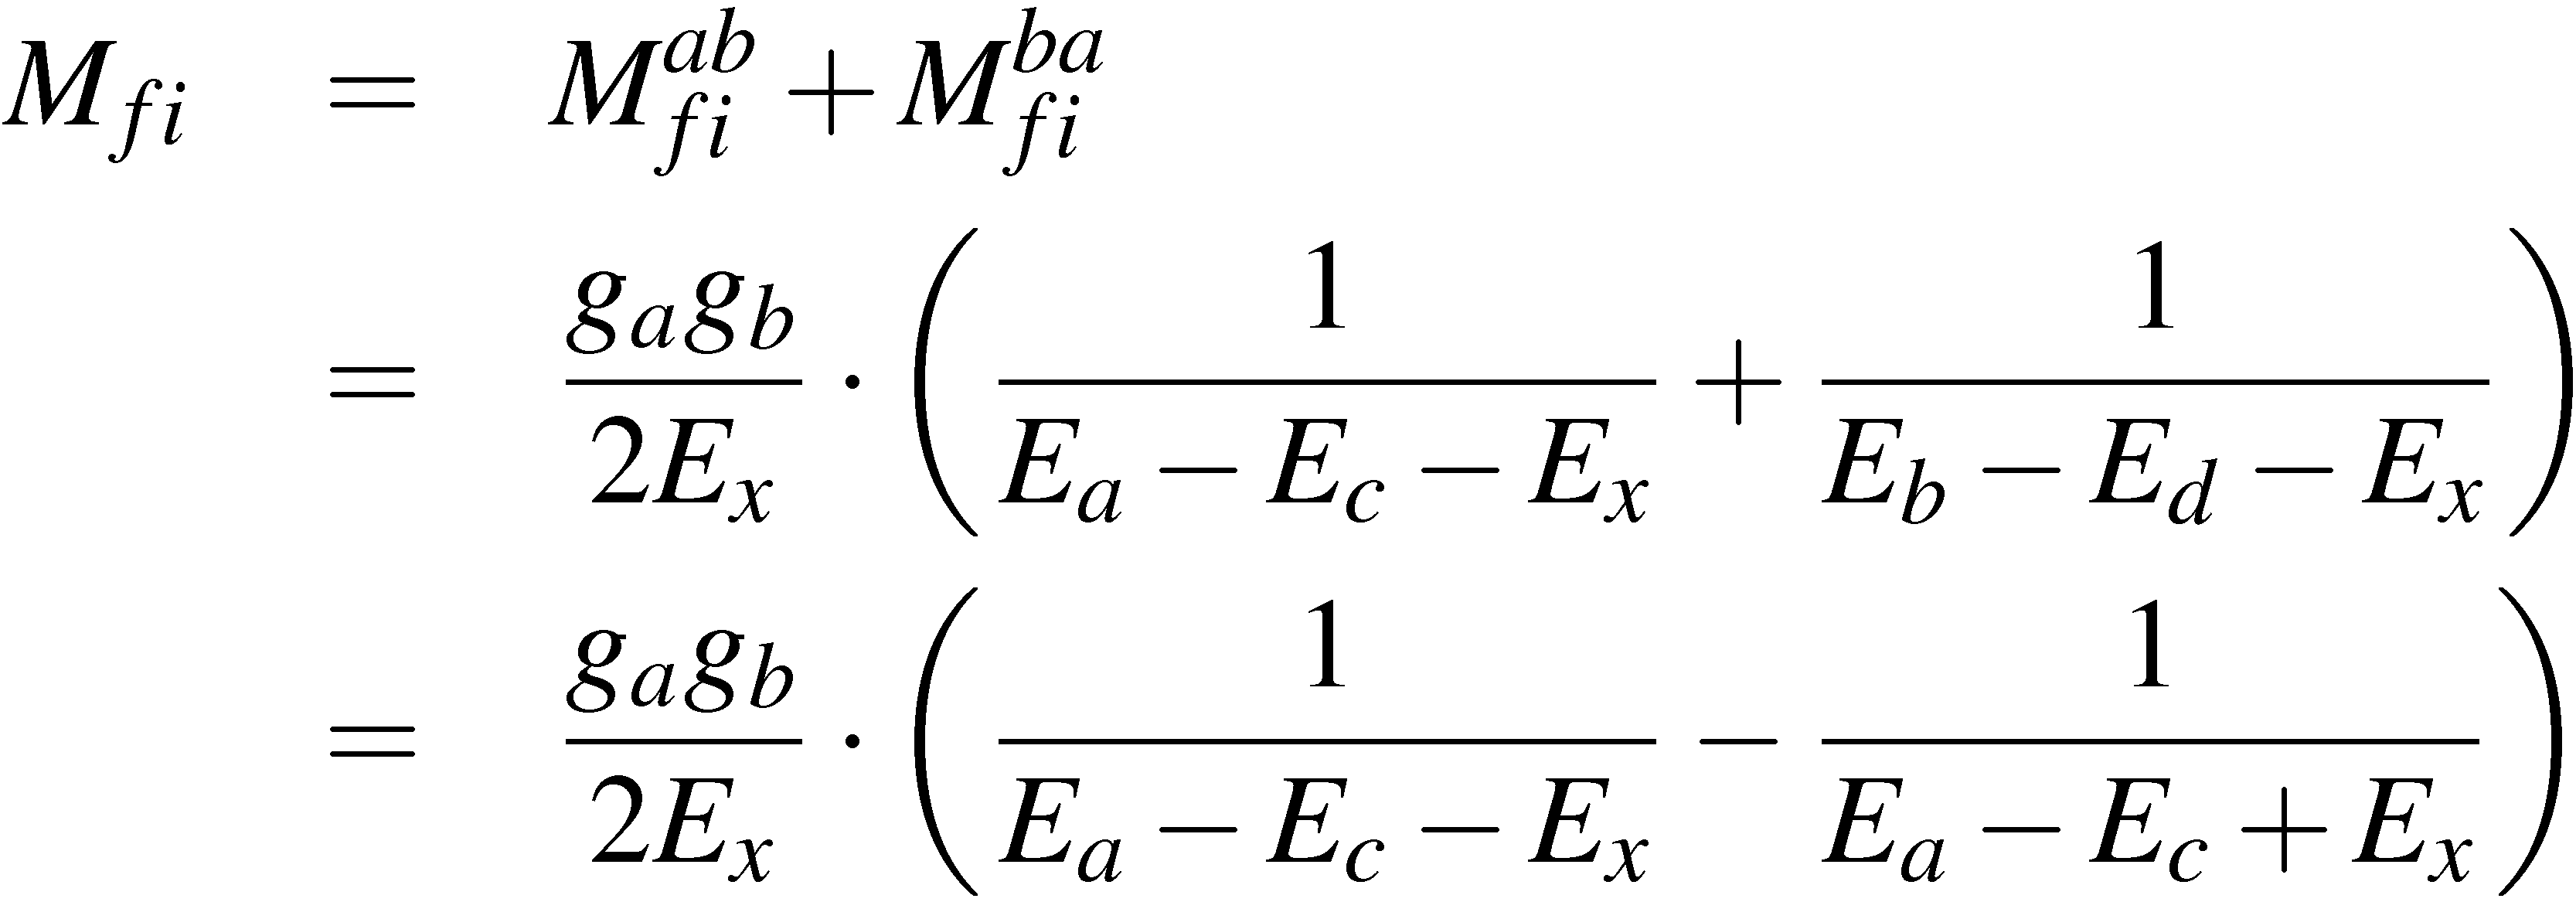 M_{fi} = M_{fi}^{ab} + M_{fi}^{ba}
= \frac{g_a g_b}{2E_x} \cdot \left( \frac{1}{E_a - E_c - E_x} + \frac{1}{E_b - E_d - E_x} \right)
= \frac{g_a g_b}{2E_x} \cdot \left( \frac{1}{E_a - E_c - E_x} - \frac{1}{E_a - E_c + E_x} \right)